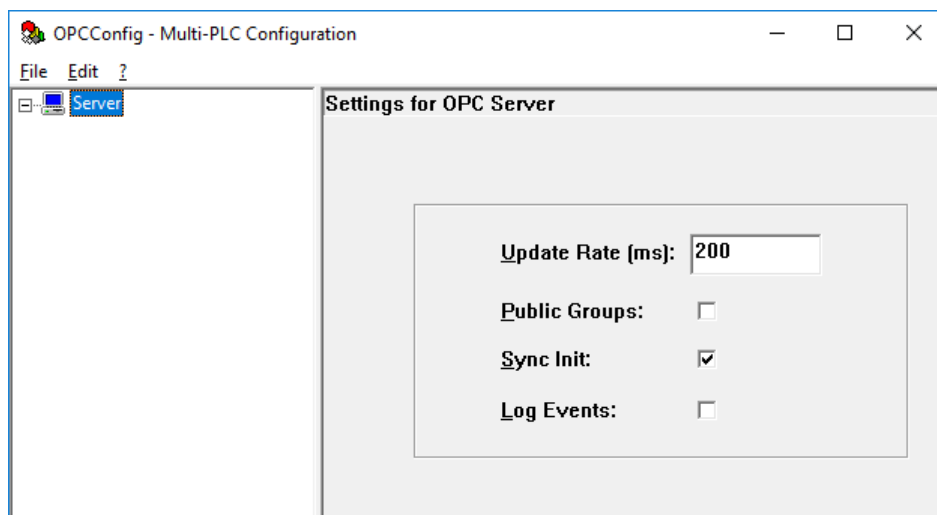 OPCConfig - Multi-PLC Configuration
File Edit ?
Server
Settings for OPC Server
Update Rate (ms): 200
Public Groups:
Sync Init:
Log Events: